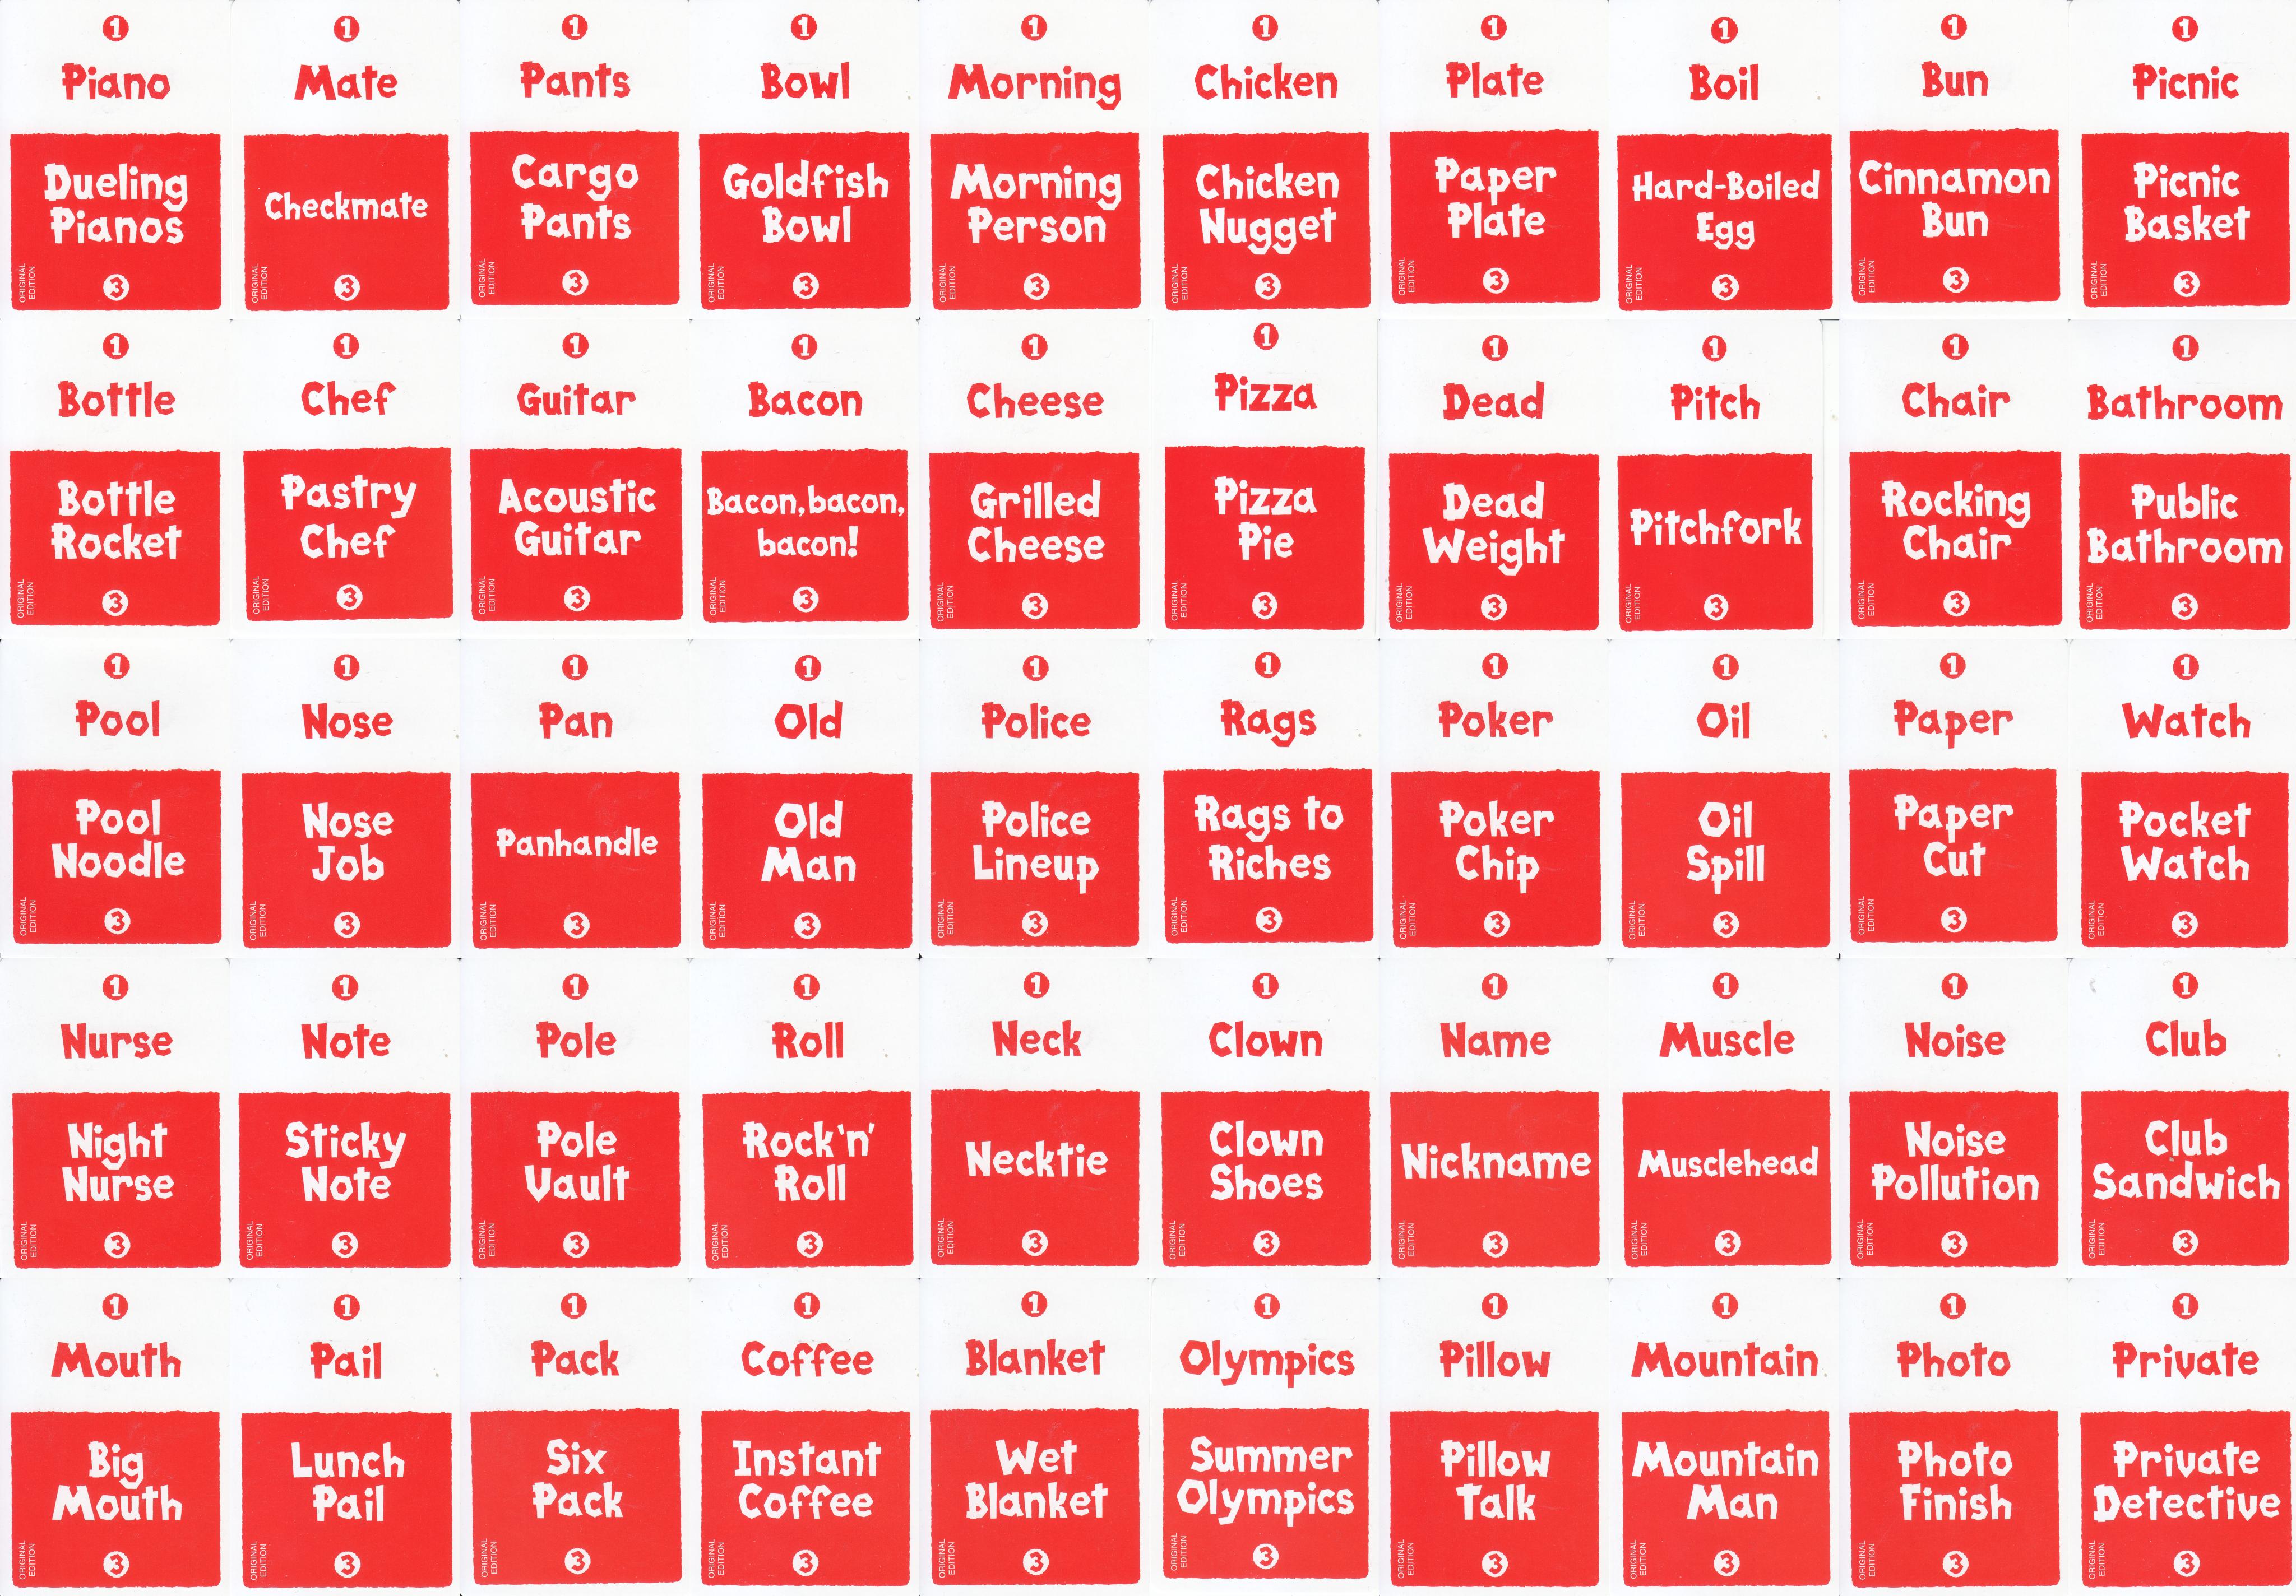 1
Piano
Dueling
Pianos
ORIGINAL
EDITION
3
1
Mate
Checkmate
ORIGINAL
EDITION
3
1
Pants
Cargo
Pants
ORIGINAL
EDITION
3
1
Bowl
Goldfish
Bowl
ORIGINAL
EDITION
3
1
Morning
Morning
Person
ORIGINAL
EDITION
3
1
Chicken
Chicken
Nugget
ORIGINAL
EDITION
3
1
Plate
Paper
Plate
ORIGINAL
EDITION
3
1
Boil
Hard-Boiled
Egg
ORIGINAL
EDITION
3
1
Bun
Cinnamon
Bun
ORIGINAL
EDITION
3
1
Picnic
Picnic
Basket
ORIGINAL
EDITION
3
1
Bottle
Bottle
Rocket
ORIGINAL
EDITION
3
1
Chef
Pastry
Chef
ORIGINAL
EDITION
3
1
Guitar
Acoustic
Guitar
ORIGINAL
EDITION
3
1
Bacon
Bacon,bacon,
bacon!
ORIGINAL
EDITION
3
1
Cheese
Grilled
Cheese
ORIGINAL
EDITION
3
1
Pizza
Pizza
Pie
ORIGINAL
EDITION
3
1
Dead
Dead
Weight
ORIGINAL
EDITION
3
1
Pitch
Pitchfork
ORIGINAL
EDITION
3
1
Chair
Rocking
Chair
ORIGINAL
EDITION
3
1
Bathroom
Public
Bathroom
ORIGINAL
EDITION
3
1
Pool
Pool
Noodle
ORIGINAL
EDITION
3
1
Nose
Nose
Job
ORIGINAL
EDITION
3
1
Pan
Panhandle
ORIGINAL
EDITION
3
1
Old
Old
Man
ORIGINAL
EDITION
3
1
Police
Police
Lineup
ORIGINAL
EDITION
3
1
Rags
Rags to
Riches
ORIGINAL
EDITION
3
1
Poker
Poker
Chip
ORIGINAL
EDITION
3
1
Oil
Oil
Spill
ORIGINAL
EDITION
3
1
Paper
Paper
Cut
ORIGINAL
EDITION
3
1
Watch
Pocket
Watch
ORIGINAL
EDITION
3
1
Nurse
Night
Nurse
ORIGINAL
EDITION
3
1
Note
Sticky
Note
ORIGINAL
EDITION
3
1
Pole
Pole
Vault
ORIGINAL
EDITION
3
1
Roll
Rock'n'
Roll
ORIGINAL
EDITION
3
1
Neck
Necktie
ORIGINAL
EDITION
3
1
Clown
Clown
Shoes
ORIGINAL
EDITION
3
1
Name
Nickname
ORIGINAL
EDITION
3
1
Muscle
Musclehead
ORIGINAL
EDITION
3
1
Noise
Noise
Pollution
ORIGINAL
EDITION
3
1
Club
Club
Sandwich
ORIGINAL
EDITION
3
1
Mouth
Big
Mouth
ORIGINAL
EDITION
3
1
Pail
Lunch
Pail
ORIGINAL
EDITION
3
1
Pack
Six
Pack
ORIGINAL
EDITION
3
1
Coffee
Instant
Coffee
ORIGINAL
EDITION
3
1
Blanket
Wet
Blanket
ORIGINAL
EDITION
3
1
Olympics
Summer
Olympics
ORIGINAL
EDITION
3
1
Pillow
Pillow
Talk
ORIGINAL
EDITION
3
1
Mountain
Mountain
Man
ORIGINAL
EDITION
3
1
Photo
Photo
Finish
ORIGINAL
EDITION
3
1
Private
Private
Detective
ORIGINAL
EDITION
3